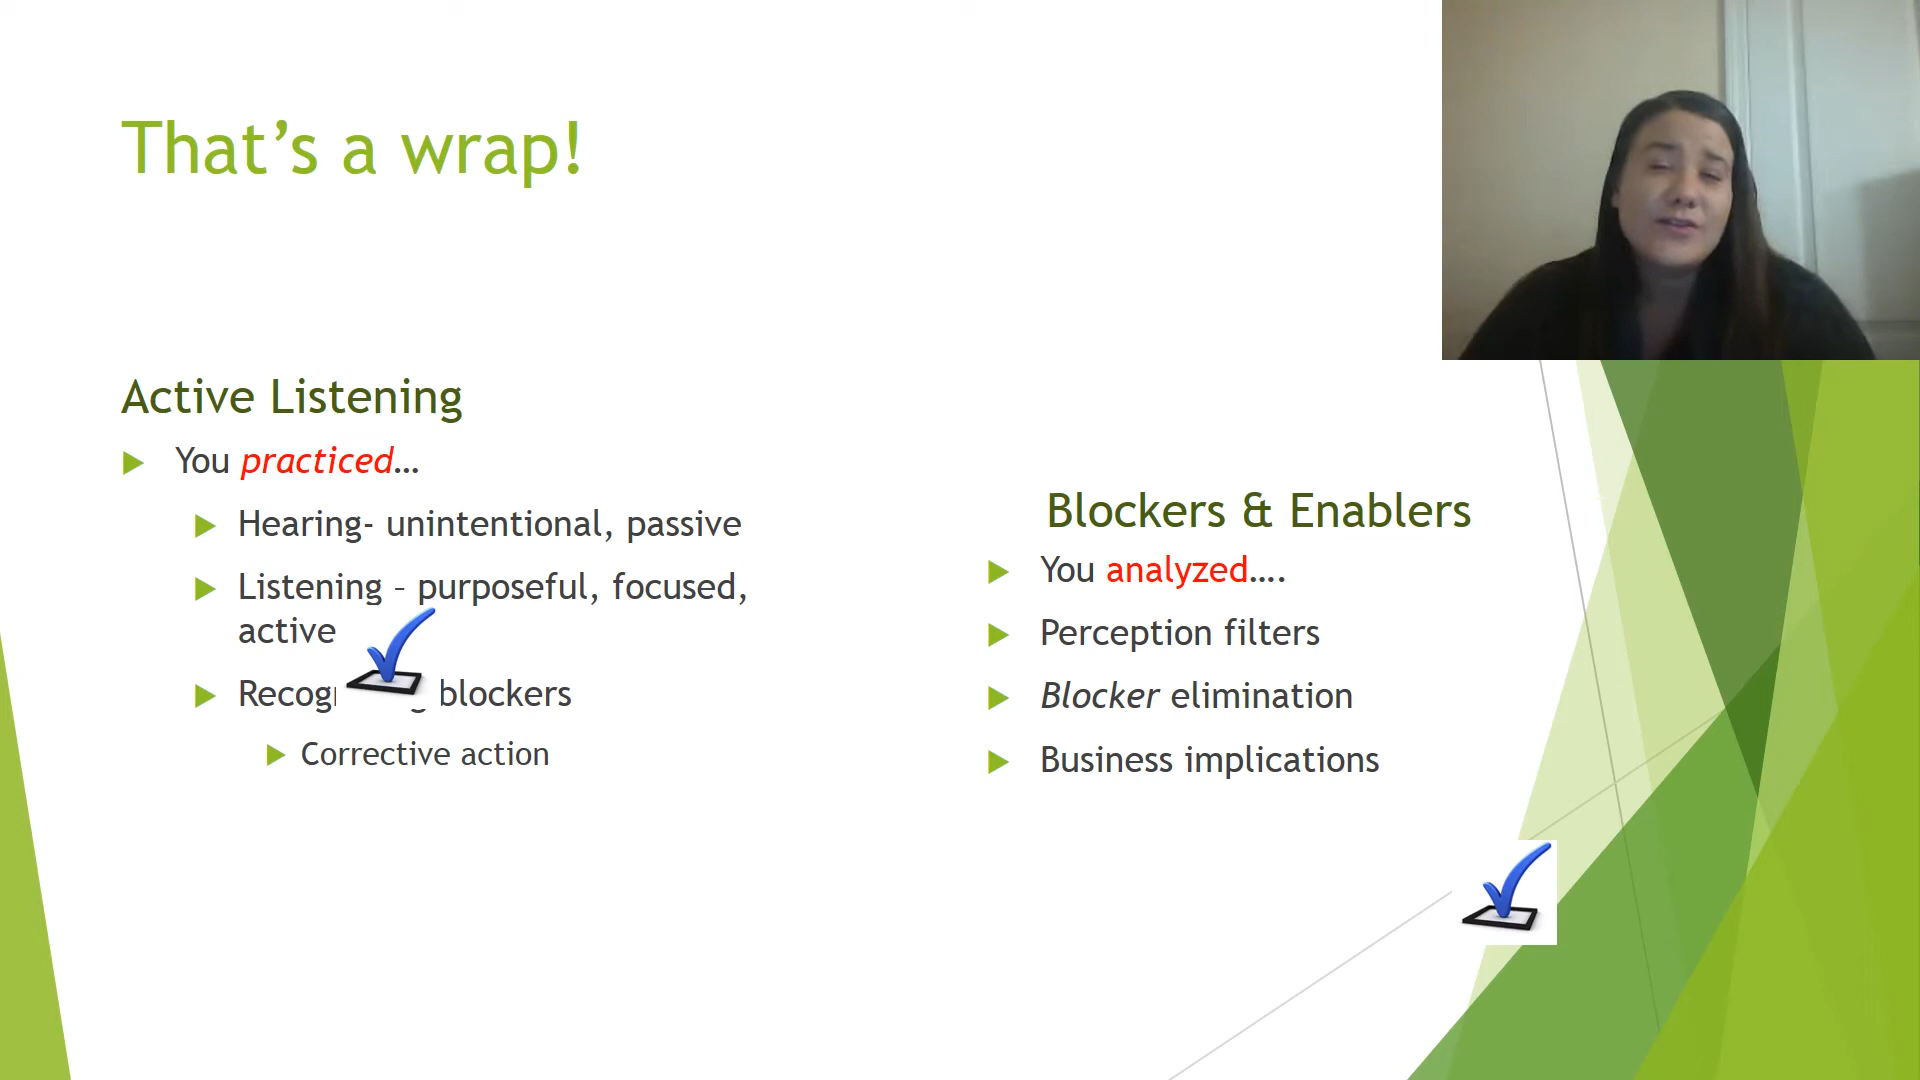 That’s a wrap!
Active Listening
You practiced…
Hearing- unintentional, passive
Listening – purposeful, focused,
active
blockers
Corrective action
Blockers & Enablers
You analyzed….
Perception filters
Blocker elimination
Business implications